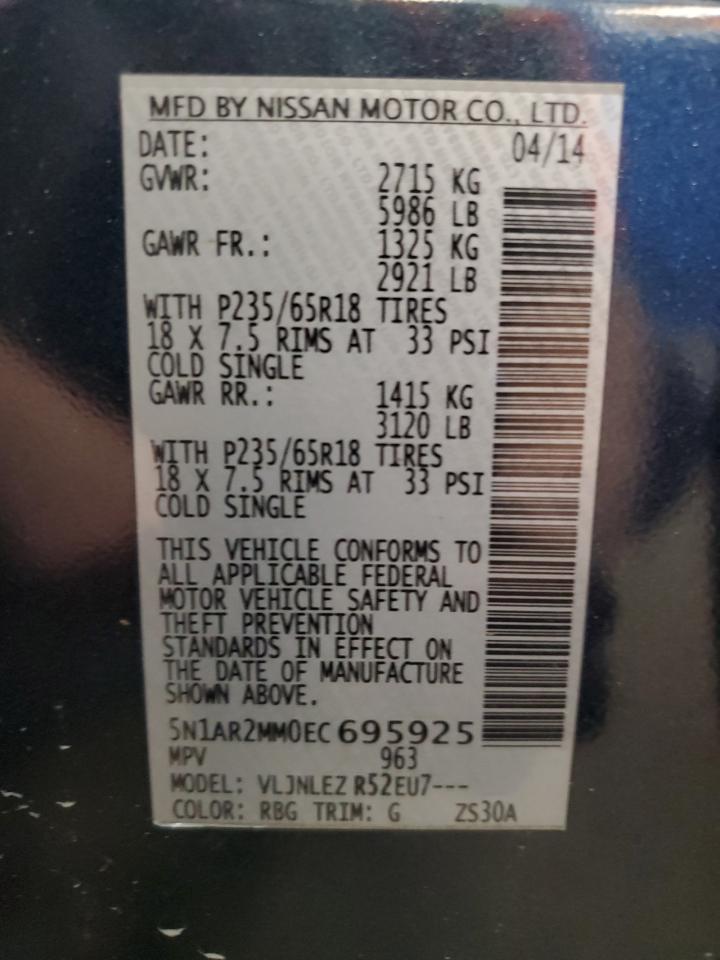 MFD BY NISSAN MOTOR CO., LTD.
DATE: 04/14
GVWR: 2715 KG
5986 LB
GAWR FR.: 1325 KG
2921 LB
WITH P235/65R18 TIRES
18 X 7.5 RIMS AT 33 PSI
COLD SINGLE
GAWR RR.: 1415 KG
3120 LB
WITH P235/65R18 TIRES
18 X 7.5 RIMS AT 33 PSI
COLD SINGLE
THIS VEHICLE CONFORMS TO
ALL APPLICABLE FEDERAL
MOTOR VEHICLE SAFETY AND
THEFT PREVENTION
STANDARDS IN EFFECT ON
THE DATE OF MANUFACTURE
SHOWN ABOVE.
5N1AR2MM0EC695925
MPV 963
MODEL: VLJNLEZ R52EU7---
COLOR: RBG TRIM: G ZS30A